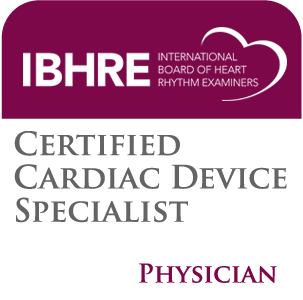 IBHRE
INTERNATIONAL
BOARD OF HEART
RHYTHM EXAMINERS
CERTIFIED
CARDIAC DEVICE
SPECIALIST
PHYSICIAN